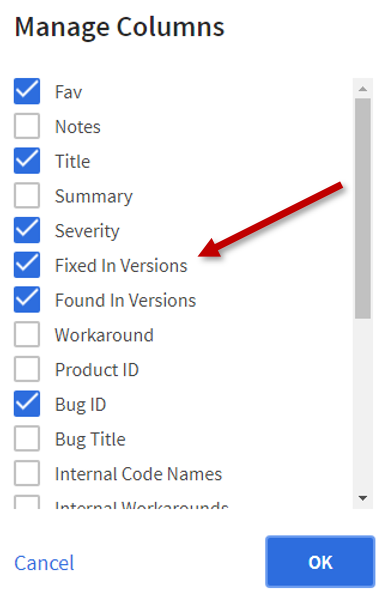 Manage Columns
Fav
Notes
Title
Summary
Severity
Fixed In Versions
Found In Versions
Workaround
Product ID
Bug ID
Bug Title
Internal Code Names
Internal Workarounds
Cancel
OK